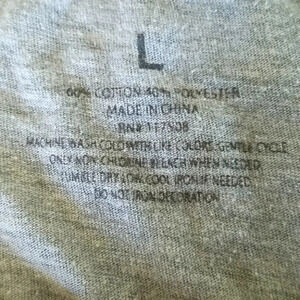 L
60% COTTON 40% POLYESTER
MADE IN CHINA
RN# 117508
MACHINE WASH COLD WITH LIKE COLORS GENTLE CYCLE
ONLY NON CHLORINE BLEACH WHEN NEEDED
TUMBLE DRY LOW, COOL IRON IF NEEDED
DO NOT IRON DECORATION